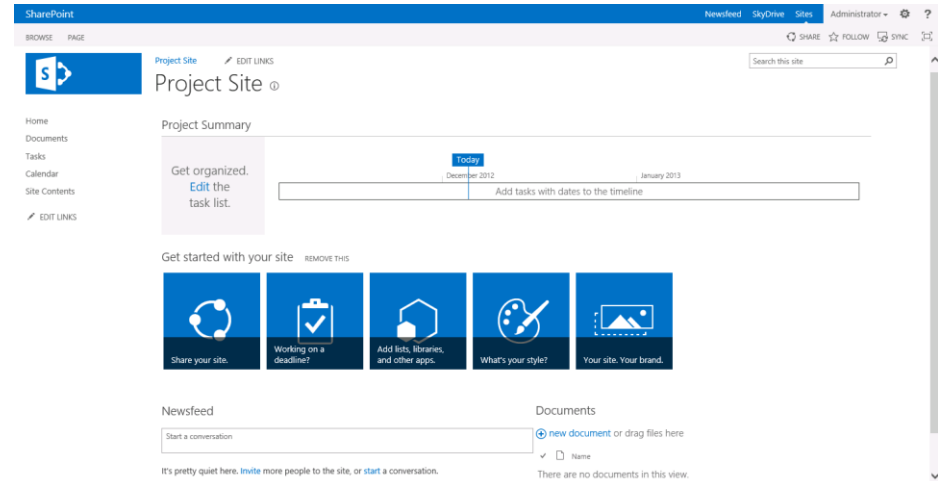 SharePoint
Newsfeed SkyDrive Sites Administrator ?
BROWSE PAGE
SHARE FOLLOW SYNC
S
Project Site EDIT LINKS
Search this site
Project Site
Home
Documents
Tasks
Calendar
Site Contents
EDIT LINKS
Project Summary
Get organized.
Edit the
task list.
Today
December 2012 January 2013
Add tasks with dates to the timeline
Get started with your site REMOVE THIS
Share your site.
Working on a
deadline?
Add lists, libraries,
and other apps.
What's your style?
Your site. Your brand.
Newsfeed
Start a conversation
It's pretty quiet here. Invite more people to the site, or start a conversation.
Documents
new document or drag files here
Name
There are no documents in this view.